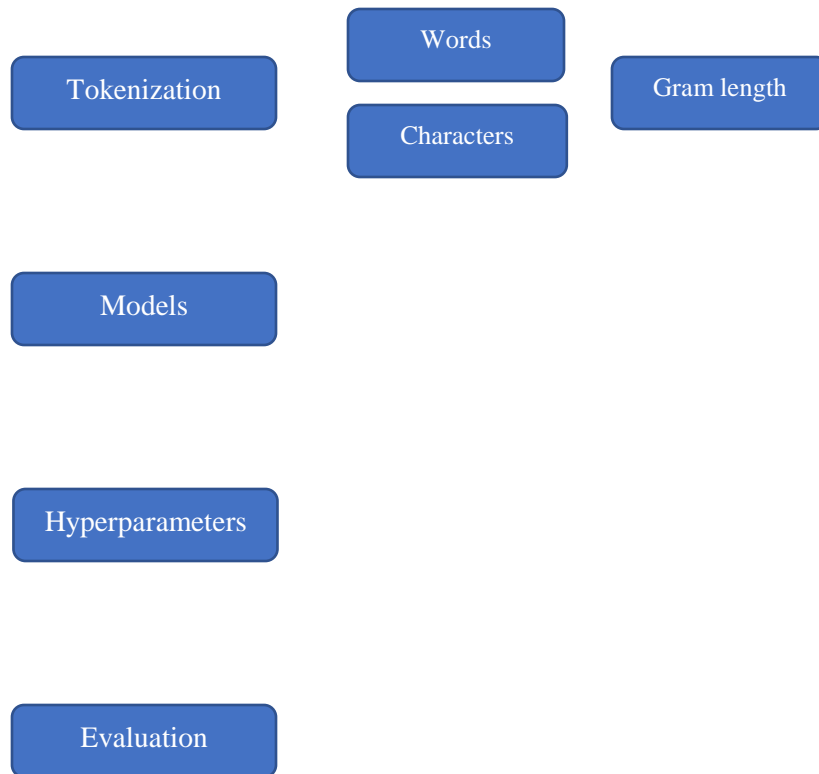 Words
Tokenization
Gram length
Characters
Models
Hyperparameters
Evaluation